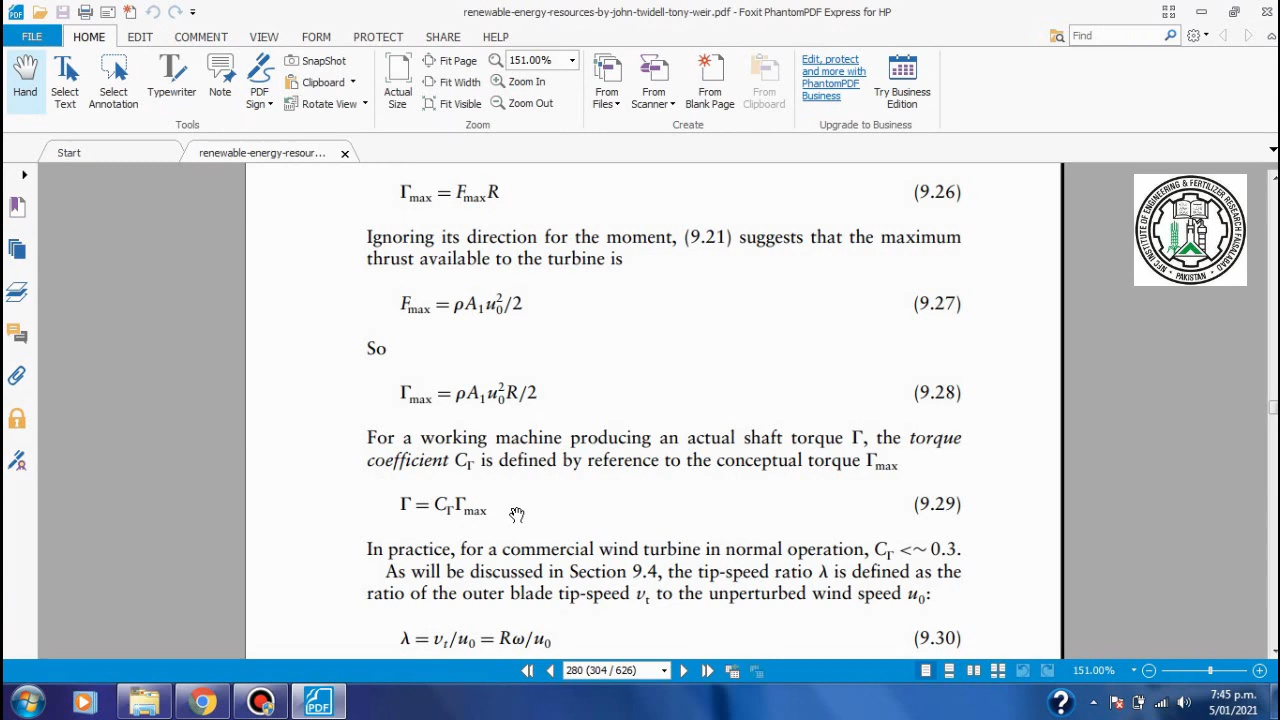 renewable-energy-resources-by-john-twidell-tony-weir.pdf - Foxit PhantomPDF Express for HP
FILE HOME EDIT COMMENT VIEW FORM PROTECT SHARE HELP
Find
Hand
Select Text
Select Annotation
Typewriter
Note
PDF Sign
SnapShot
Clipboard
Rotate View
Tools
Actual Size
Fit Page
Fit Width
Fit Visible
151.00%
Zoom In
Zoom Out
Zoom
From Files
From Scanner
From Blank Page
From Clipboard
Create
Edit, protect
and more with
PhantomPDF
Business
Try Business Edition
Upgrade to Business
Start
renewable-energy-resour...
Γmax = FmaxR (9.26)
Ignoring its direction for the moment, (9.21) suggests that the maximum
thrust available to the turbine is
Fmax = ρA₁u₀²/2 (9.27)
So
Γmax = ρA₁u₀²R/2 (9.28)
For a working machine producing an actual shaft torque Γ, the torque
coefficient CΓ is defined by reference to the conceptual torque Γmax
Γ = CΓΓmax (9.29)
In practice, for a commercial wind turbine in normal operation, CΓ <~ 0.3.
As will be discussed in Section 9.4, the tip-speed ratio λ is defined as the
ratio of the outer blade tip-speed vt to the unperturbed wind speed u₀:
λ = vt/u₀ = Rω/u₀ (9.30)
NFC INSTITUTE OF ENGINEERING & FERTILIZER RESEARCH FAISALABAD
PAKISTAN
280 (304 / 626)
151.00%
7:45 p.m.
5/01/2021